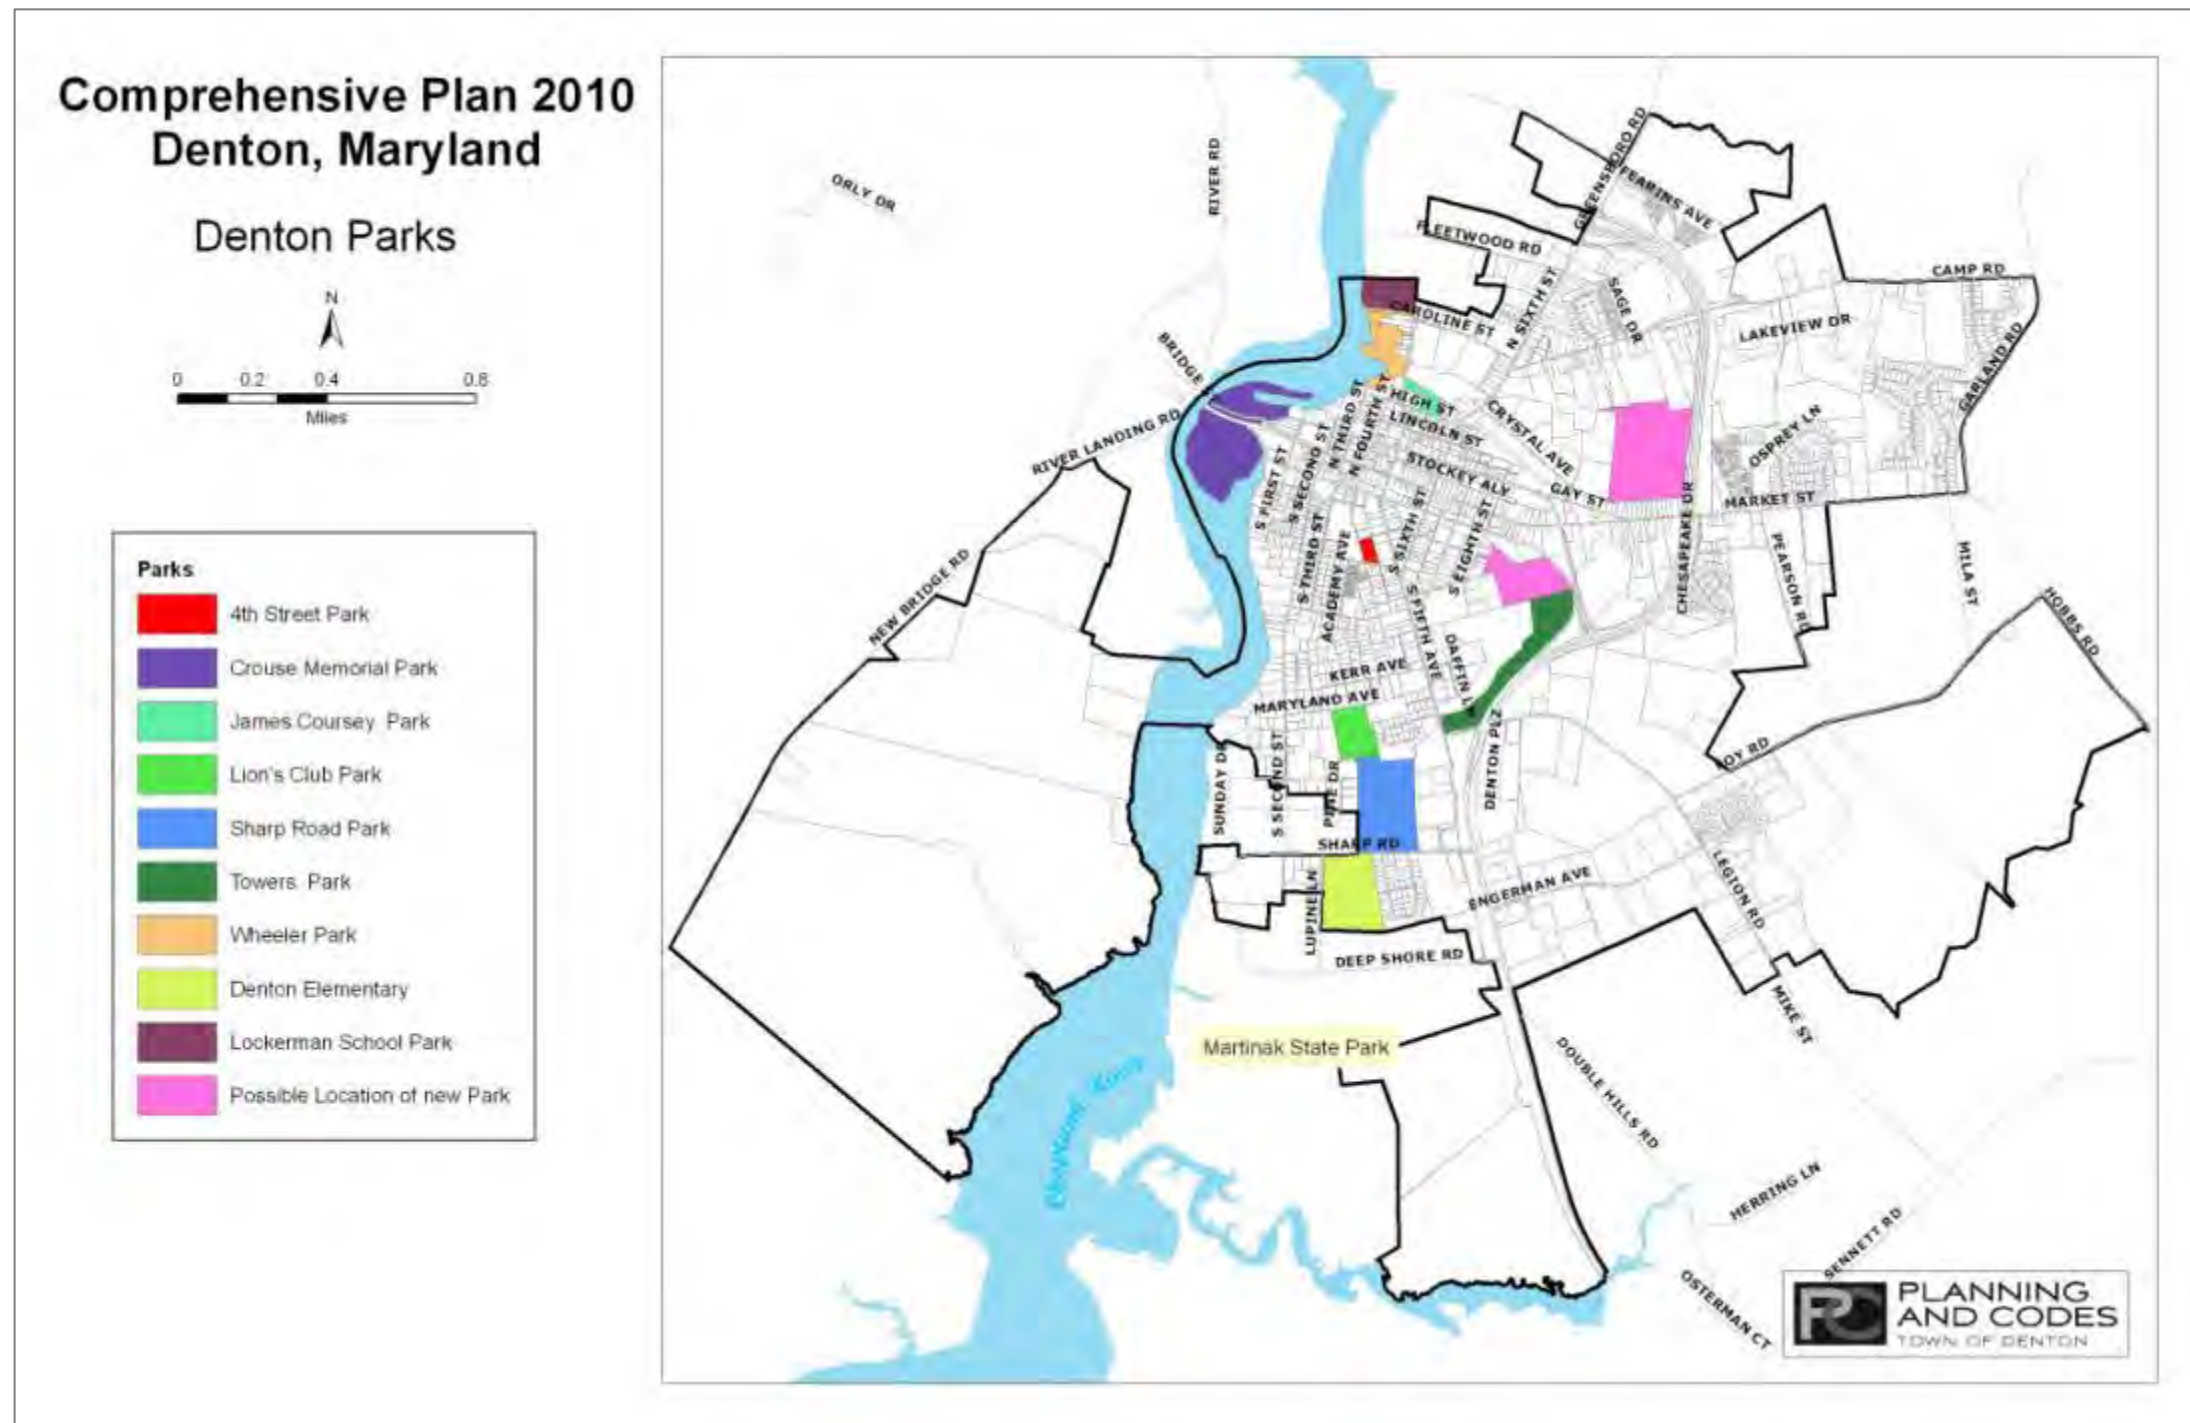 Comprehensive Plan 2010
Denton, Maryland
Denton Parks
N
0 0.2 0.4 0.8
Miles
Parks
4th Street Park
Crouse Memorial Park
James Coursey Park
Lion's Club Park
Sharp Road Park
Towers Park
Wheeler Park
Denton Elementary
Lockerman School Park
Possible Location of new Park
ORLY DR
RIVER RD
GREENSBORO RD
FEARINS AVE
FLEETWOOD RD
CAMP RD
N SIXTH ST
SAGE DR
CAROLINE ST
LAKEVIEW DR
GARLAND RD
BRIDGE
HIGH ST
LINCOLN ST
CRYSTAL AVE
N THIRD ST
N FOURTH ST
RIVER LANDING RD
S FIRST ST
S SECOND ST
STOCKEY ALY
GAY ST
OSPREY LN
MARKET ST
CHESAPEAKE DR
S THIRD ST
ACADEMY AVE
S SIXTH ST
S EIGHTH ST
PEARSON RD
MILA ST
HOBBS RD
NEW BRIDGE RD
S FIFTH AVE
DAFFIN L
KERR AVE
MARYLAND AVE
SUNDAY DR
S SECOND ST
PINE DR
DENTON PLZ
OY RD
SHARP RD
LUPINE LN
ENGERMAN AVE
LEGION RD
DEEP SHORE RD
MIKE ST
Martinak State Park
DOUBLE HILLS RD
Choptank River
HERRING LN
SENNETT RD
OSTERMAN CT
PC
PLANNING
AND CODES
TOWN OF DENTON